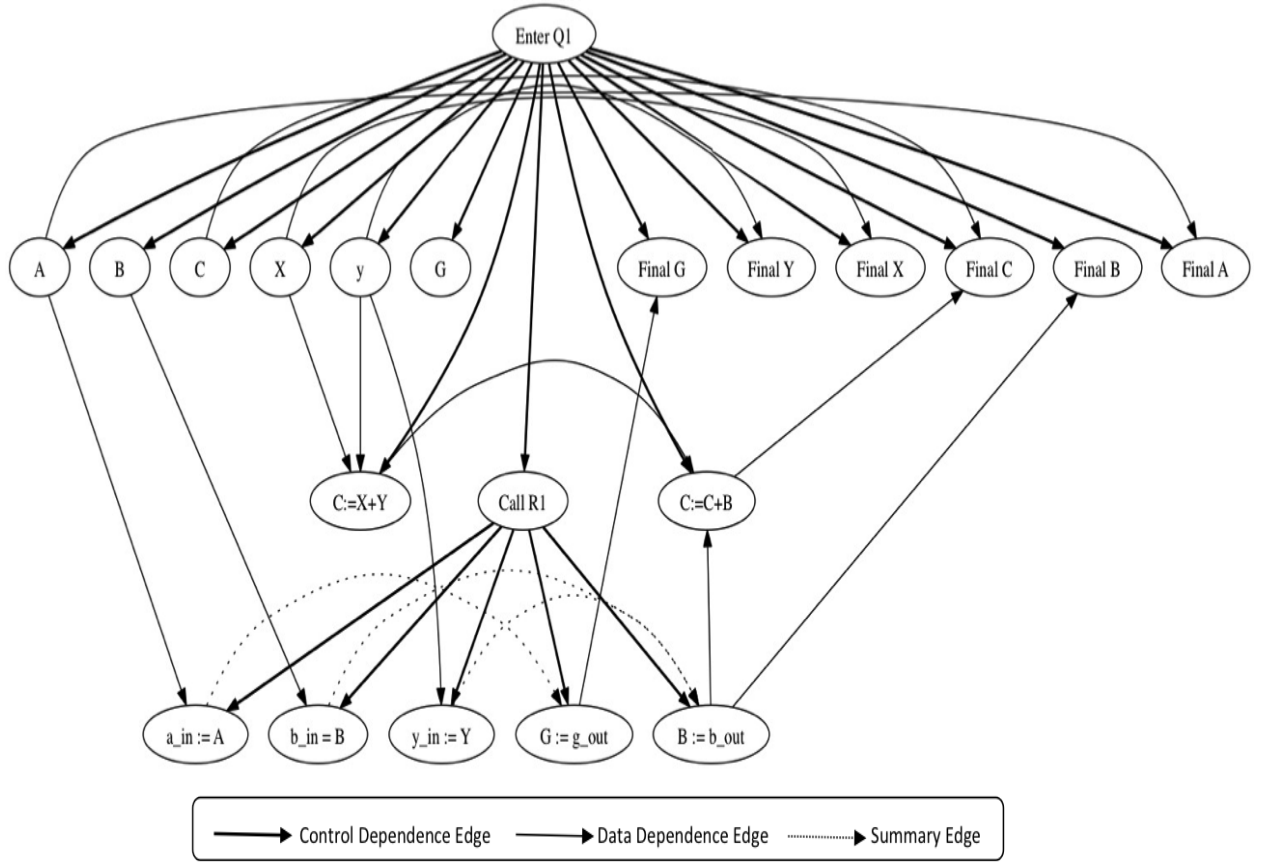 Enter Q1
A B C X y G Final G Final Y Final X Final C Final B Final A
C:=X+Y Call R1 C:=C+B
a_in := A b_in = B y_in := Y G := g_out B := b_out
Control Dependence Edge Data Dependence Edge Summary Edge